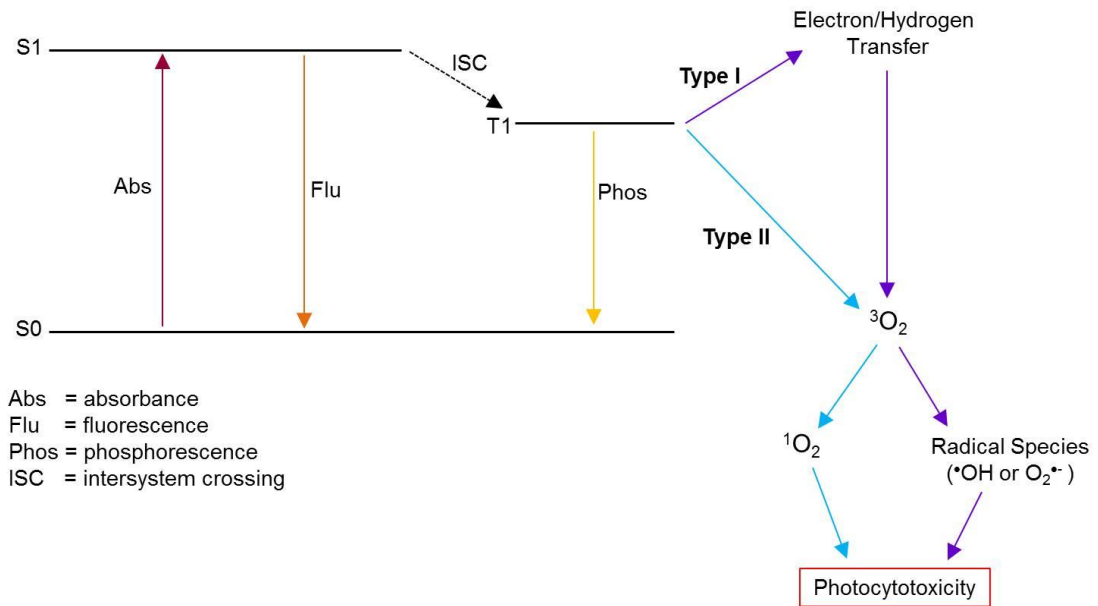 Electron/Hydrogen
Transfer
S1
ISC
Type I
T1
Abs
Flu
Phos
Type II
S0
³O₂
Abs = absorbance
Flu = fluorescence
Phos = phosphorescence
ISC = intersystem crossing
¹O₂
Radical Species
(•OH or O₂•- )
Photocytotoxicity